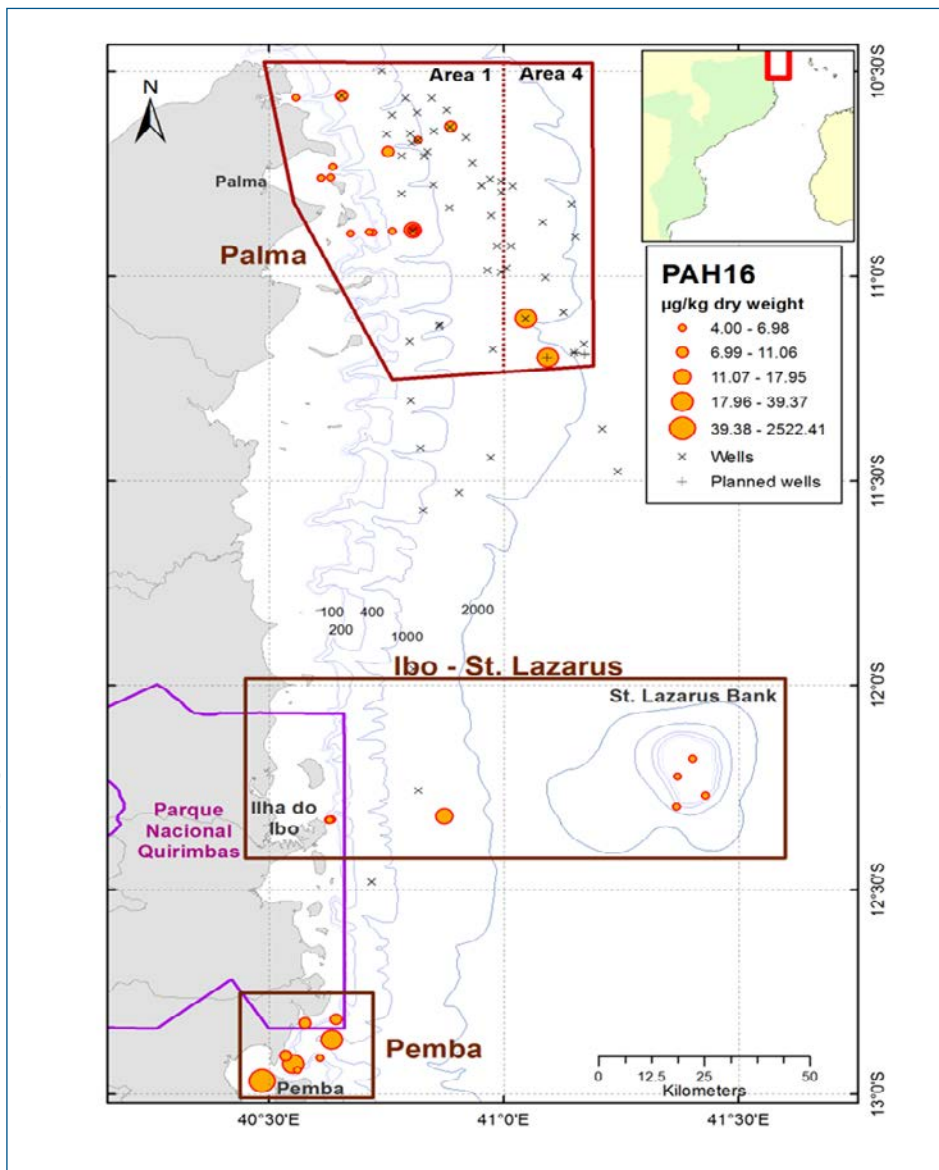 N
Area 1
Area 4
10°30'S
Palma
Palma
PAH16
µg/kg dry weight
4.00 - 6.98
6.99 - 11.06
11.07 - 17.95
17.96 - 39.37
39.38 - 2522.41
Wells
Planned wells
11°0'S
11°30'S
100
400
2000
200
1000
Ibo - St. Lazarus
12°0'S
St. Lazarus Bank
Parque
Nacional
Quirimbas
Ilha do
Ibo
12°30'S
Pemba
Pemba
0
12.5
25
50
Kilometers
13°0'S
40°30'E
41°0'E
41°30'E